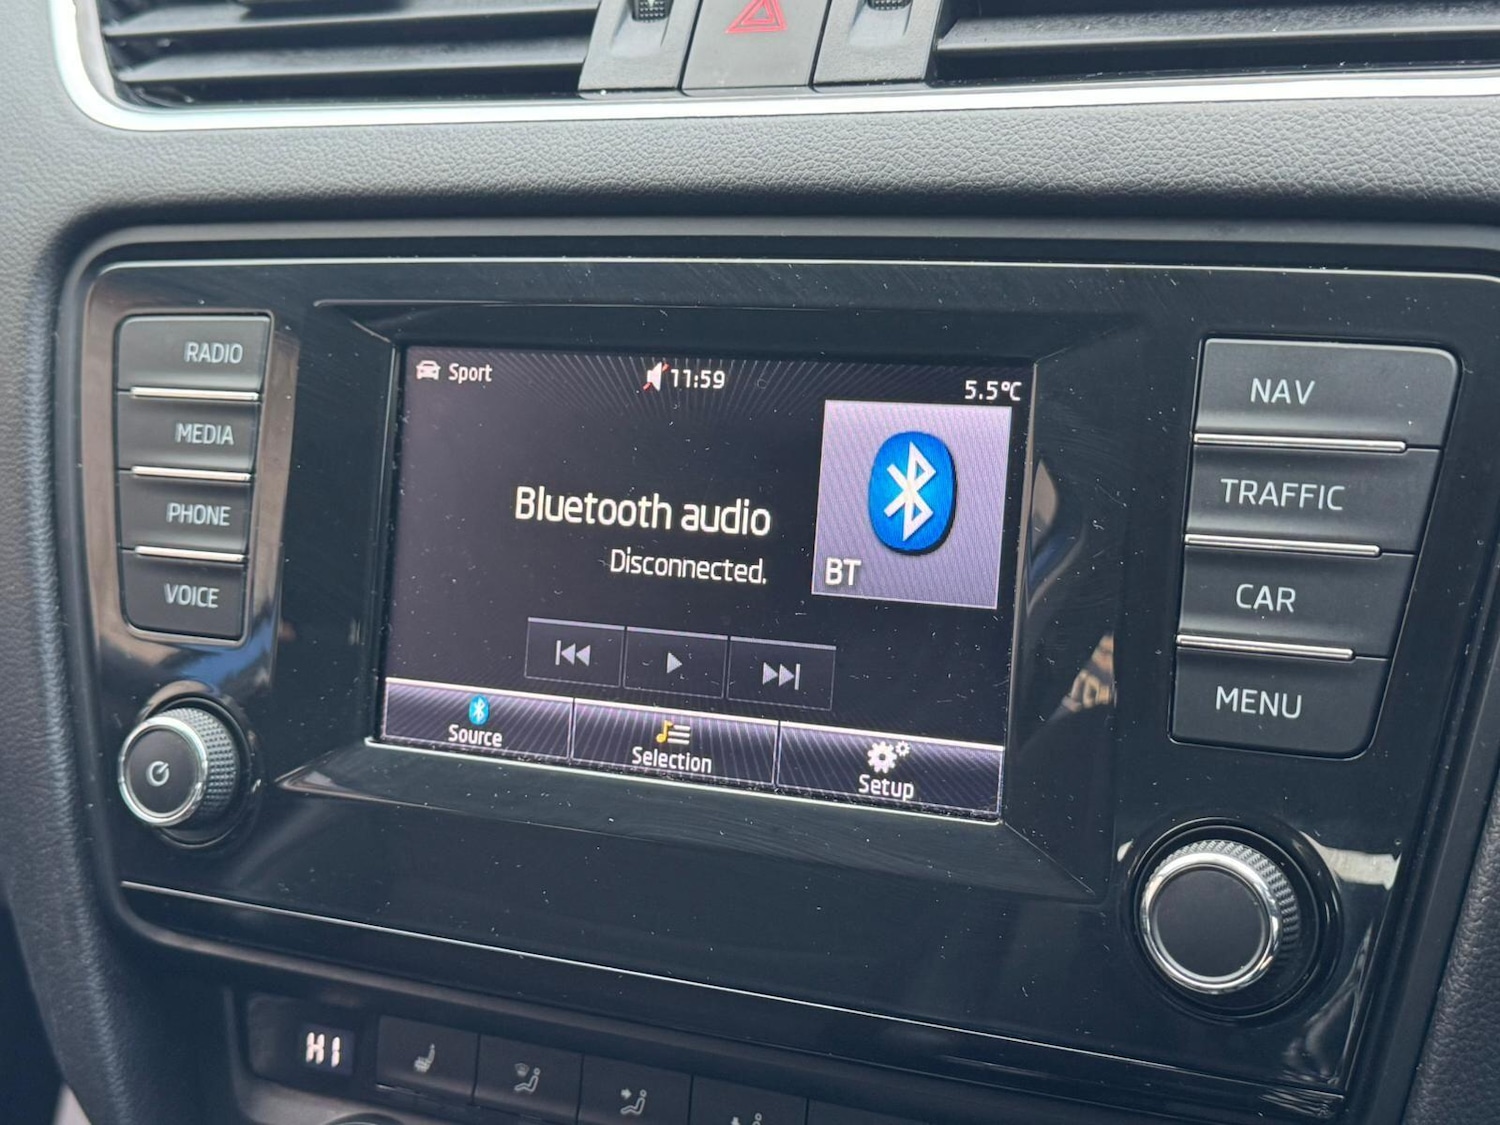 RADIO
MEDIA
PHONE
VOICE
Sport
11:59
5.5°C
Bluetooth audio
Disconnected.
BT
Source
Selection
Setup
NAV
TRAFFIC
CAR
MENU
HI